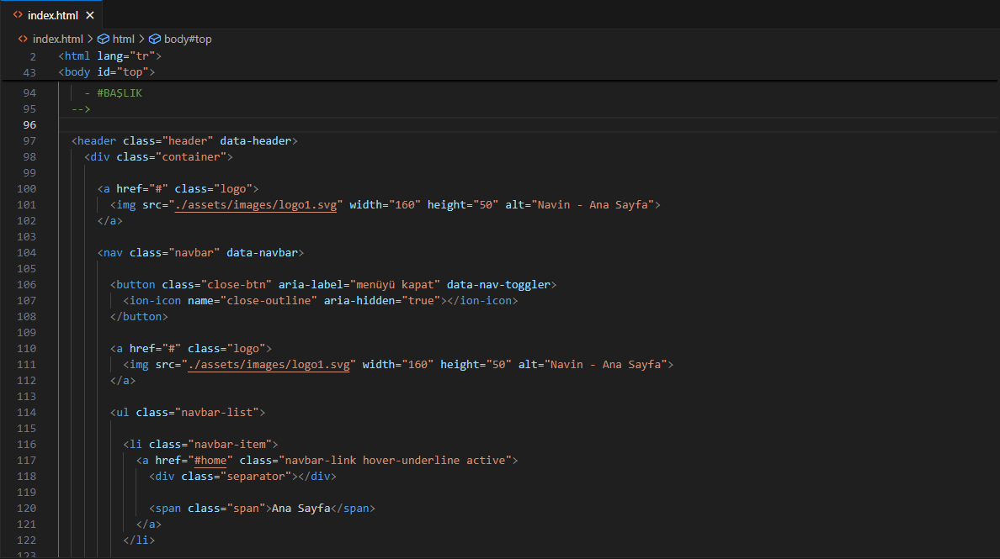 index.html
index.html > html > body#top
2 <html lang="tr">
43 <body id="top">
94 - #BAŞLIK
95 -->
96
97 <header class="header" data-header>
98 <div class="container">
99
100 <a href="#" class="logo">
101 <img src="./assets/images/logo1.svg" width="160" height="50" alt="Navin - Ana Sayfa">
102 </a>
103
104 <nav class="navbar" data-navbar>
105
106 <button class="close-btn" aria-label="menüyü kapat" data-nav-toggler>
107 <ion-icon name="close-outline" aria-hidden="true"></ion-icon>
108 </button>
109
110 <a href="#" class="logo">
111 <img src="./assets/images/logo1.svg" width="160" height="50" alt="Navin - Ana Sayfa">
112 </a>
113
114 <ul class="navbar-list">
115
116 <li class="navbar-item">
117 <a href="#home" class="navbar-link hover-underline active">
118 <div class="separator"></div>
119
120 <span class="span">Ana Sayfa</span>
121 </a>
122 </li>
123